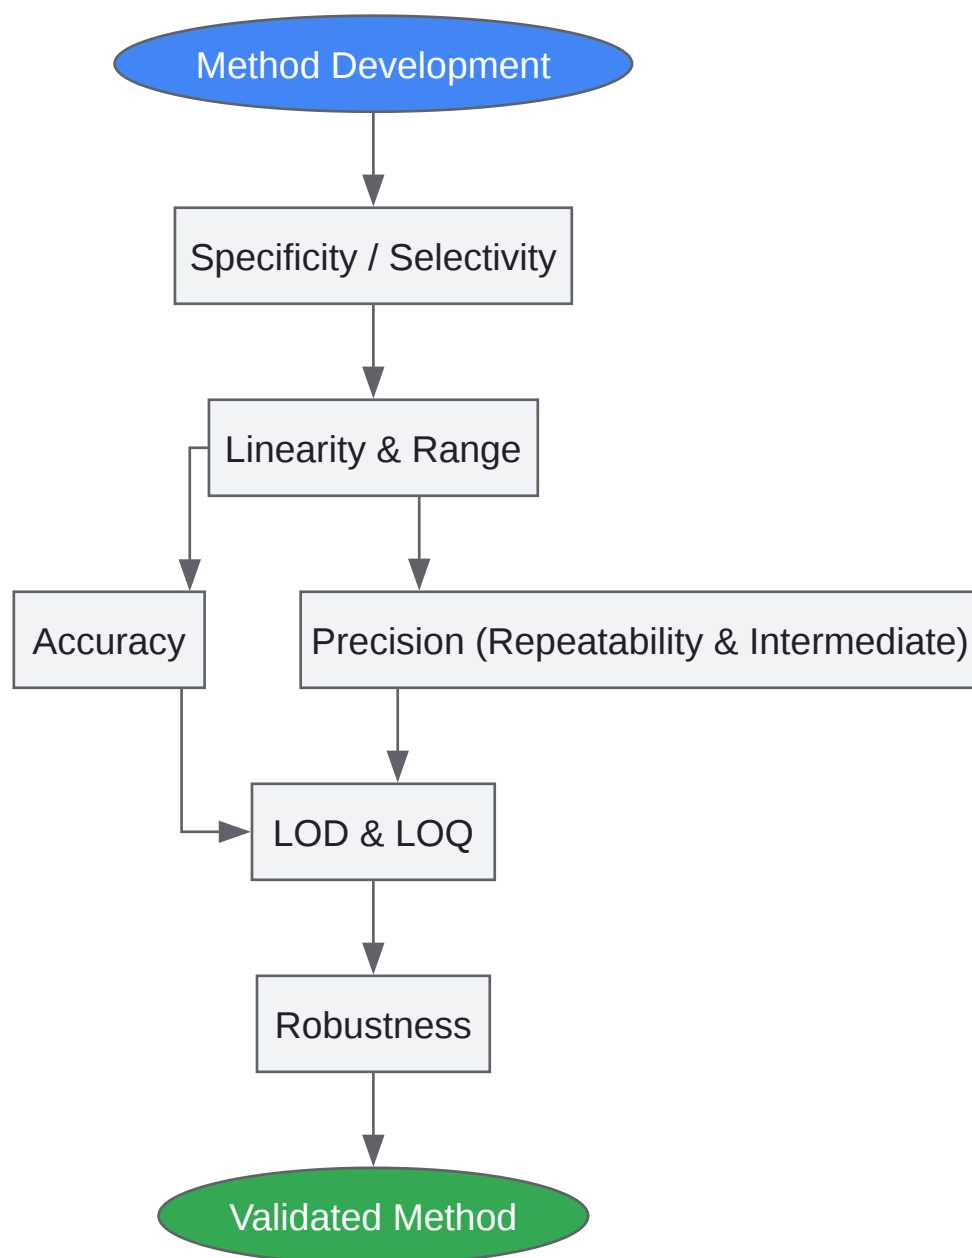 Method Development
Specificity / Selectivity
Linearity & Range
Accuracy
Precision (Repeatability & Intermediate)
LOD & LOQ
Robustness
Validated Method